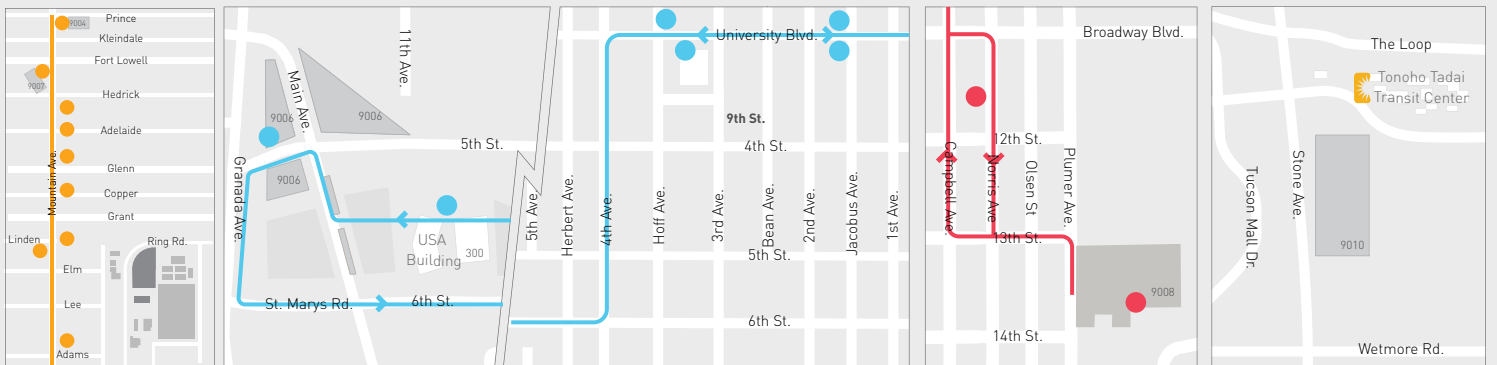 Prince
9004
Kleindale
Fort Lowell
9007
Hedrick
Adelaide
Mountain Ave.
Glenn
Copper
Grant
Linden
Ring Rd.
Elm
Lee
Adams
11th Ave.
Main Ave.
9006
9006
5th St.
Granada Ave.
9006
USA
Building
300
St. Marys Rd.
6th St.
University Blvd.
9th St.
4th St.
5th Ave.
Herbert Ave.
4th Ave.
Hoff Ave.
3rd Ave.
Bean Ave.
2nd Ave.
Jacobus Ave.
1st Ave.
5th St.
6th St.
Broadway Blvd.
12th St.
Campbell Ave.
Norris Ave
Olsen St
Plumer Ave.
13th St.
9008
14th St.
The Loop
Tonoho Tadai
Transit Center
Tucson Mall Dr.
Stone Ave.
9010
Wetmore Rd.